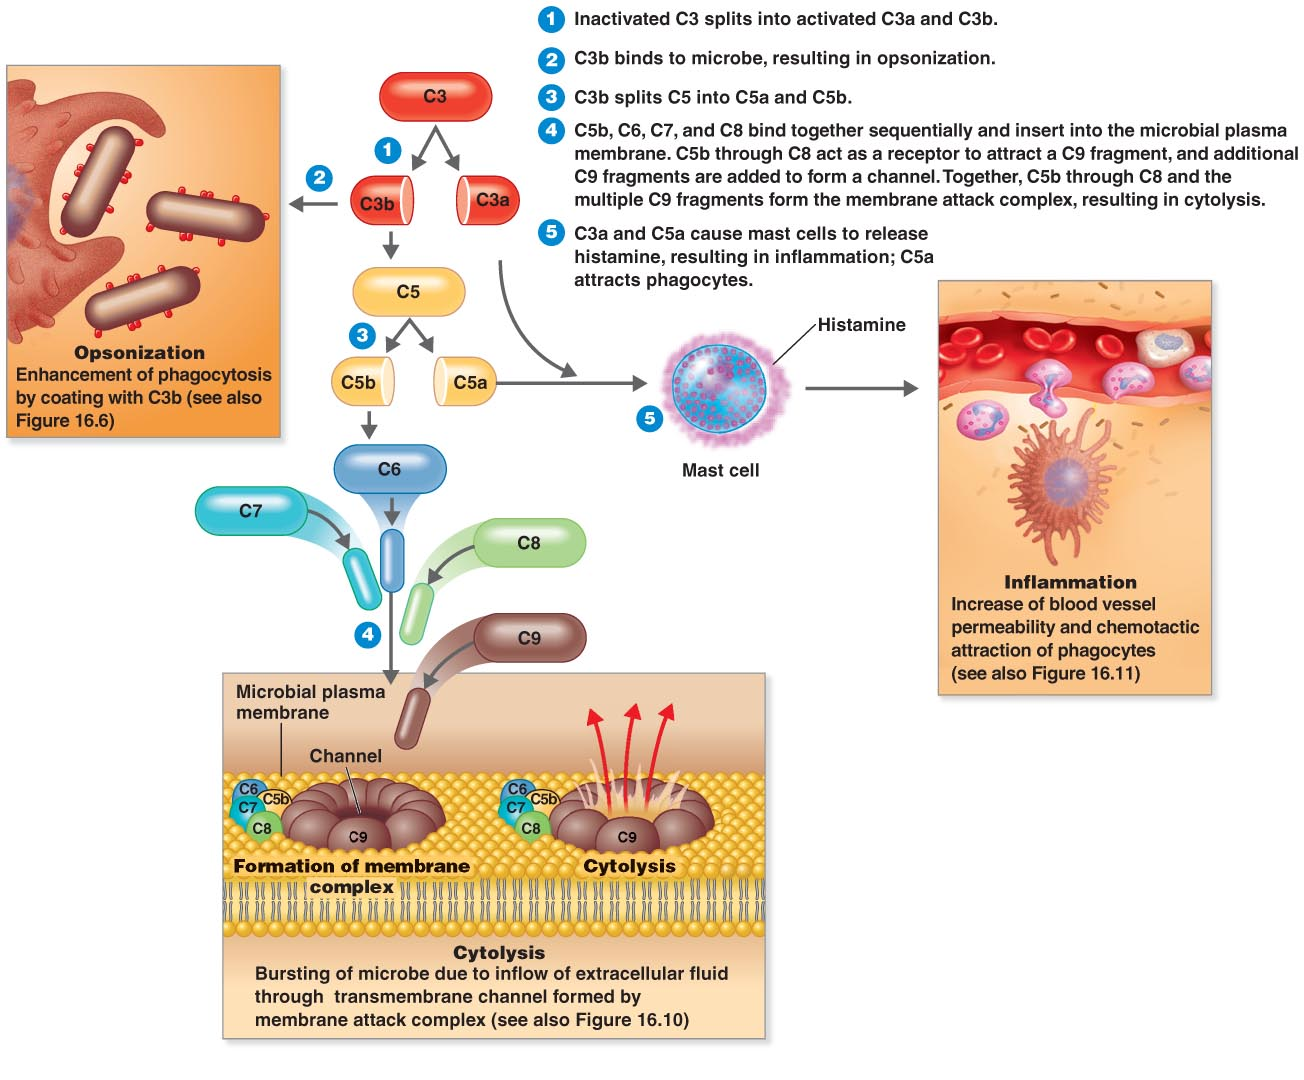 1 Inactivated C3 splits into activated C3a and C3b.
2 C3b binds to microbe, resulting in opsonization.
3 C3b splits C5 into C5a and C5b.
4 C5b, C6, C7, and C8 bind together sequentially and insert into the microbial plasma
membrane. C5b through C8 act as a receptor to attract a C9 fragment, and additional
C9 fragments are added to form a channel. Together, C5b through C8 and the
multiple C9 fragments form the membrane attack complex, resulting in cytolysis.
5 C3a and C5a cause mast cells to release
histamine, resulting in inflammation; C5a
attracts phagocytes.
C3
1
2
C3b
C3a
C5
3
C5b
C5a
Opsonization
Enhancement of phagocytosis
by coating with C3b (see also
Figure 16.6)
Histamine
5
Mast cell
Inflammation
Increase of blood vessel
permeability and chemotactic
attraction of phagocytes
(see also Figure 16.11)
C6
C7
C8
4
C9
Microbial plasma
membrane
Channel
C6
C5b
C7
C8
C9
Formation of membrane
complex
C6
C5b
C7
C8
C9
Cytolysis
Cytolysis
Bursting of microbe due to inflow of extracellular fluid
through transmembrane channel formed by
membrane attack complex (see also Figure 16.10)